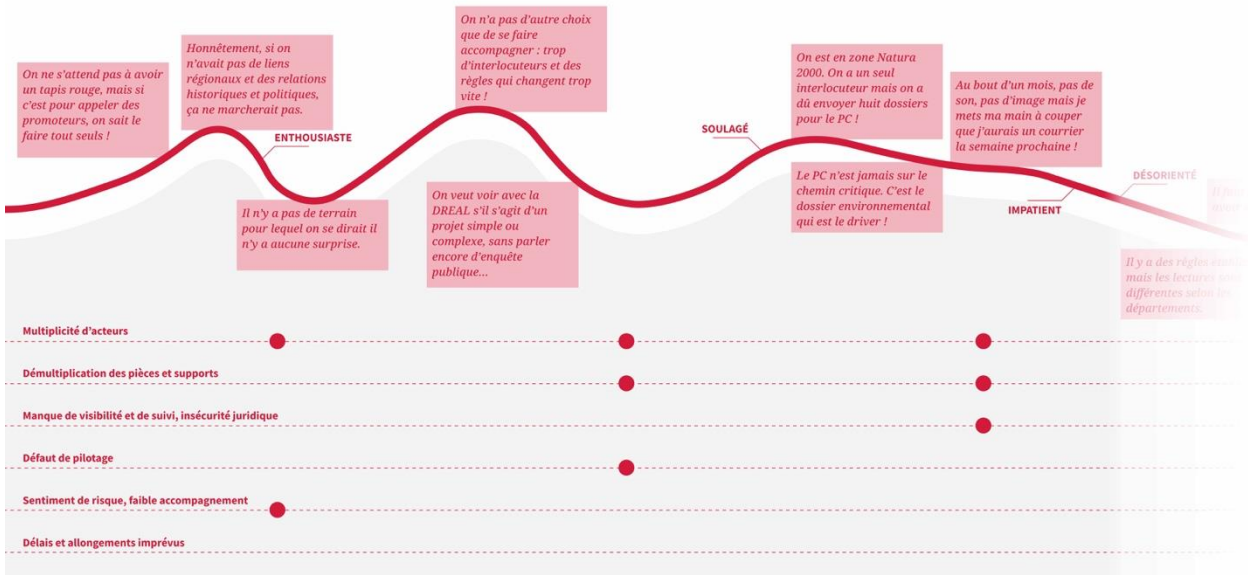 On ne s'attend pas à avoir
un tapis rouge, mais si
c'est pour appeler des
promoteurs, on sait le
faire tout seuls !
Honnêtement, si on
n'avait pas de liens
régionaux et des relations
historiques et politiques,
ça ne marcherait pas.
ENTHOUSIASTE
Il n'y a pas de terrain
pour lequel on se dirait il
n'y a aucune surprise.
On n'a pas d'autre choix
que de se faire
accompagner : trop
d'interlocuteurs et des
règles qui changent trop
vite !
On veut voir avec la
DREAL s'il s'agit d'un
projet simple ou
complexe, sans parler
encore d'enquête
publique...
SOULAGÉ
On est en zone Natura
2000. On a un seul
interlocuteur mais on a
dû envoyer huit dossiers
pour le PC !
Le PC n'est jamais sur le
chemin critique. C'est le
dossier environnemental
qui est le driver !
Au bout d'un mois, pas de
son, pas d'image mais je
mets ma main à couper
que j'aurais un courrier
la semaine prochaine !
IMPATIENT
DÉSORIENTÉ
Il y a des règles
mais les lectures
différentes selon
départements.
Multiplicité d'acteurs
Démultiplication des pièces et supports
Manque de visibilité et de suivi, insécurité juridique
Défaut de pilotage
Sentiment de risque, faible accompagnement
Délais et allongements imprévus